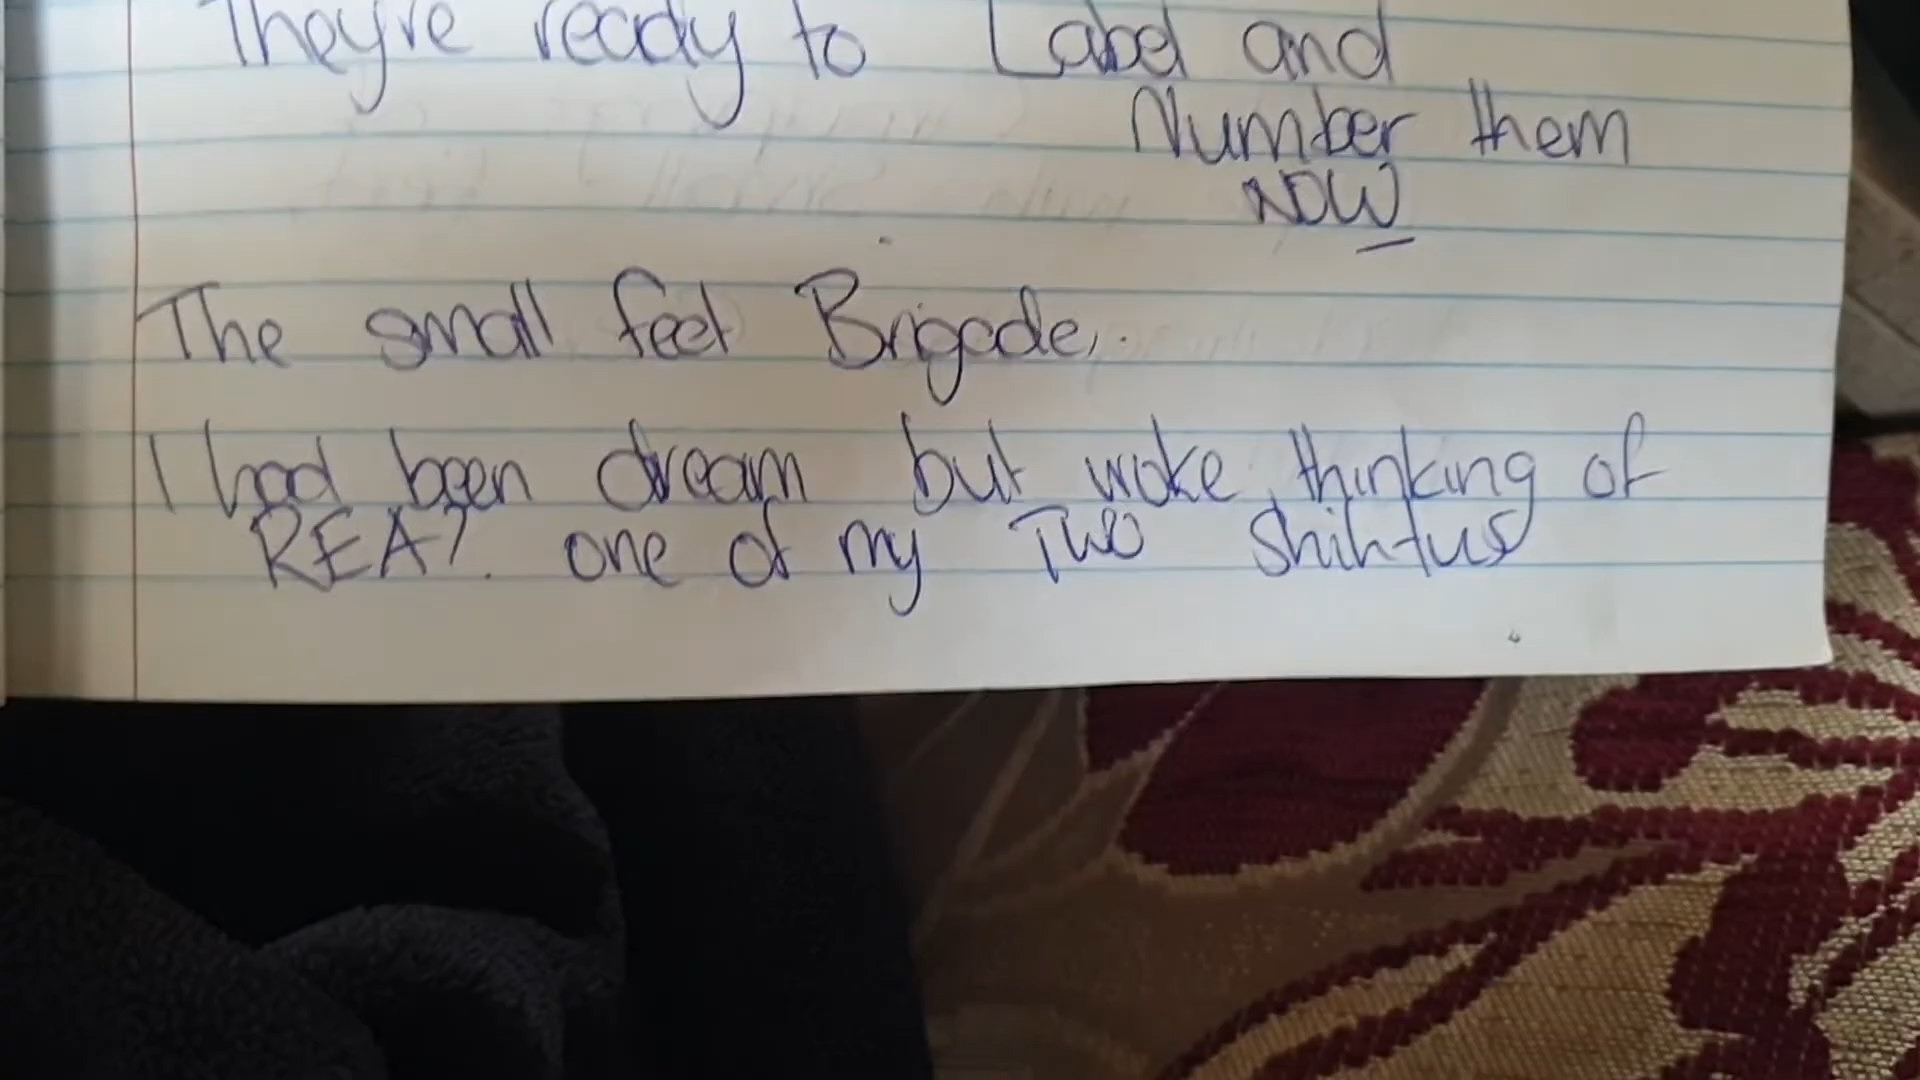 They're ready to Label and
Number them
NOW
The small feet Brigade,.
I had been dream but woke thinking of
REA?. one of my Two Shihtus